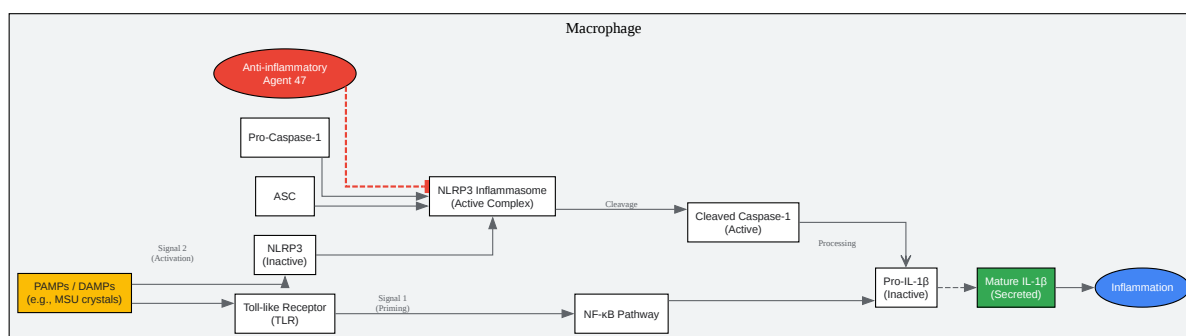 Macrophage
Anti-inflammatory
Agent 47
Pro-Caspase-1
ASC
NLRP3 Inflammasome
(Active Complex)
Cleavage
Cleaved Caspase-1
(Active)
Signal 2
(Activation)
NLRP3
(Inactive)
Processing
PAMPs / DAMPs
(e.g., MSU crystals)
Toll-like Receptor
(TLR)
Signal 1
(Priming)
NF-κB Pathway
Pro-IL-1β
(Inactive)
Mature IL-1β
(Secreted)
Inflammation